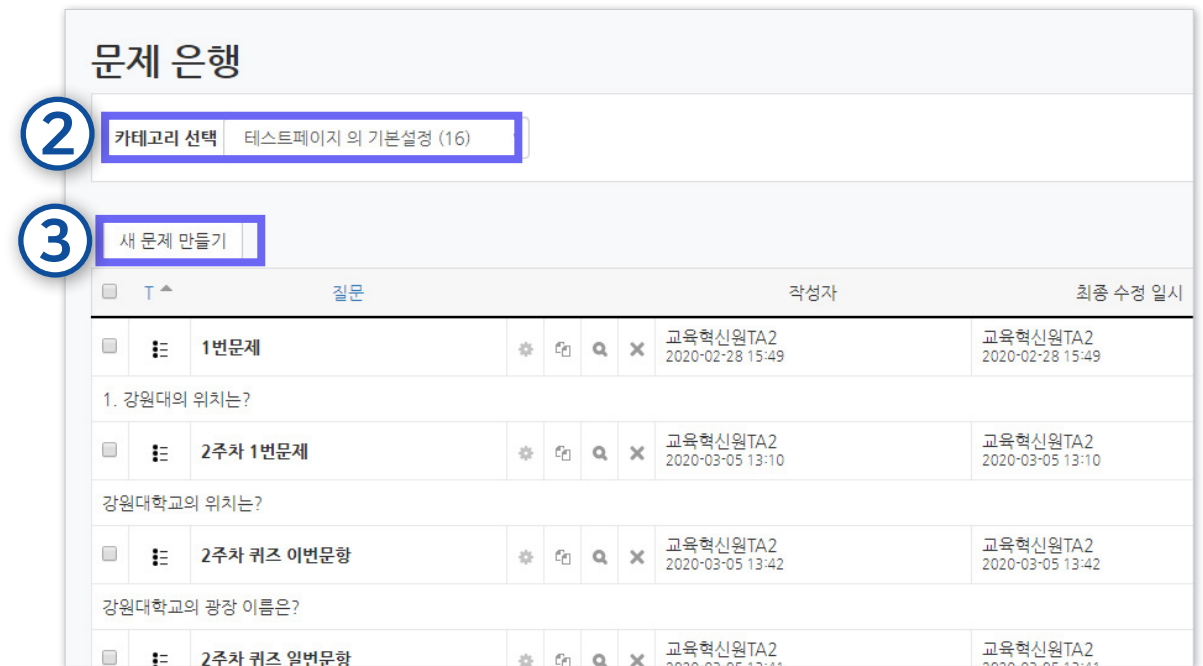 문제 은행
② 카테고리 선택 테스트페이지 의 기본설정 (16)
③ 새 문제 만들기
T 질문 작성자 최종 수정 일시
1번문제 교육혁신원TA2 교육혁신원TA2
2020-02-28 15:49 2020-02-28 15:49
1. 강원대의 위치는?
2주차 1번문제 교육혁신원TA2 교육혁신원TA2
2020-03-05 13:10 2020-03-05 13:10
강원대학교의 위치는?
2주차 퀴즈 이번문항 교육혁신원TA2 교육혁신원TA2
2020-03-05 13:42 2020-03-05 13:42
강원대학교의 광장 이름은?
2주차 퀴즈 일번문항 교육혁신원TA2 교육혁신원TA2